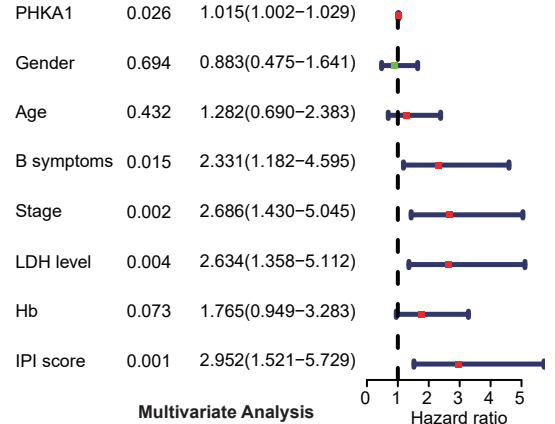 PHKA1 0.026 1.015(1.002−1.029)
Gender 0.694 0.883(0.475−1.641)
Age 0.432 1.282(0.690−2.383)
B symptoms 0.015 2.331(1.182−4.595)
Stage 0.002 2.686(1.430−5.045)
LDH level 0.004 2.634(1.358−5.112)
Hb 0.073 1.765(0.949−3.283)
IPI score 0.001 2.952(1.521−5.729)
0 1 2 3 4 5
Multivariate Analysis Hazard ratio